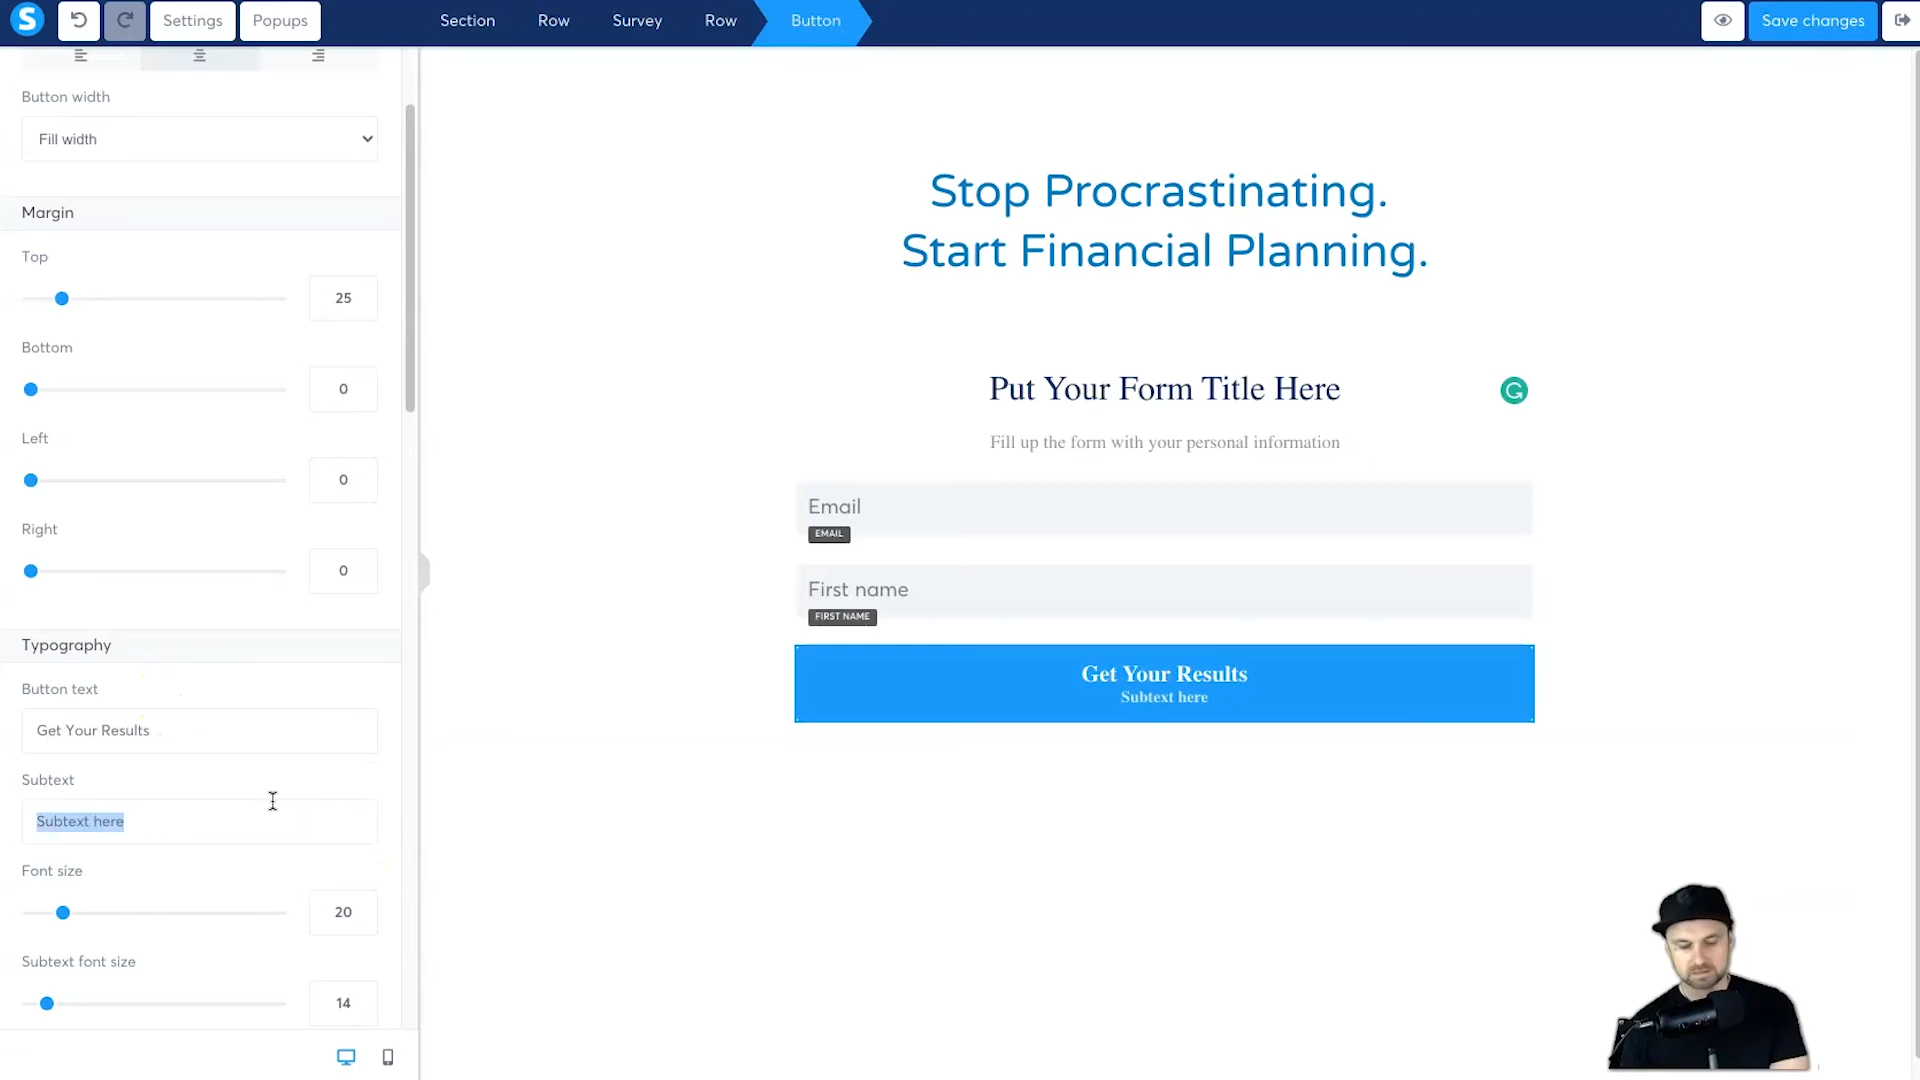 S
Settings
Popups
Section
Row
Survey
Row
Button
Save changes
Button width
Fill width
Margin
Top
25
Bottom
0
Left
0
Right
0
Typography
Button text
Get Your Results
Subtext
Subtext here
Font size
20
Subtext font size
14
Stop Procrastinating.
Start Financial Planning.
Put Your Form Title Here
G
Fill up the form with your personal information
Email
EMAIL
First name
FIRST NAME
Get Your Results
Subtext here